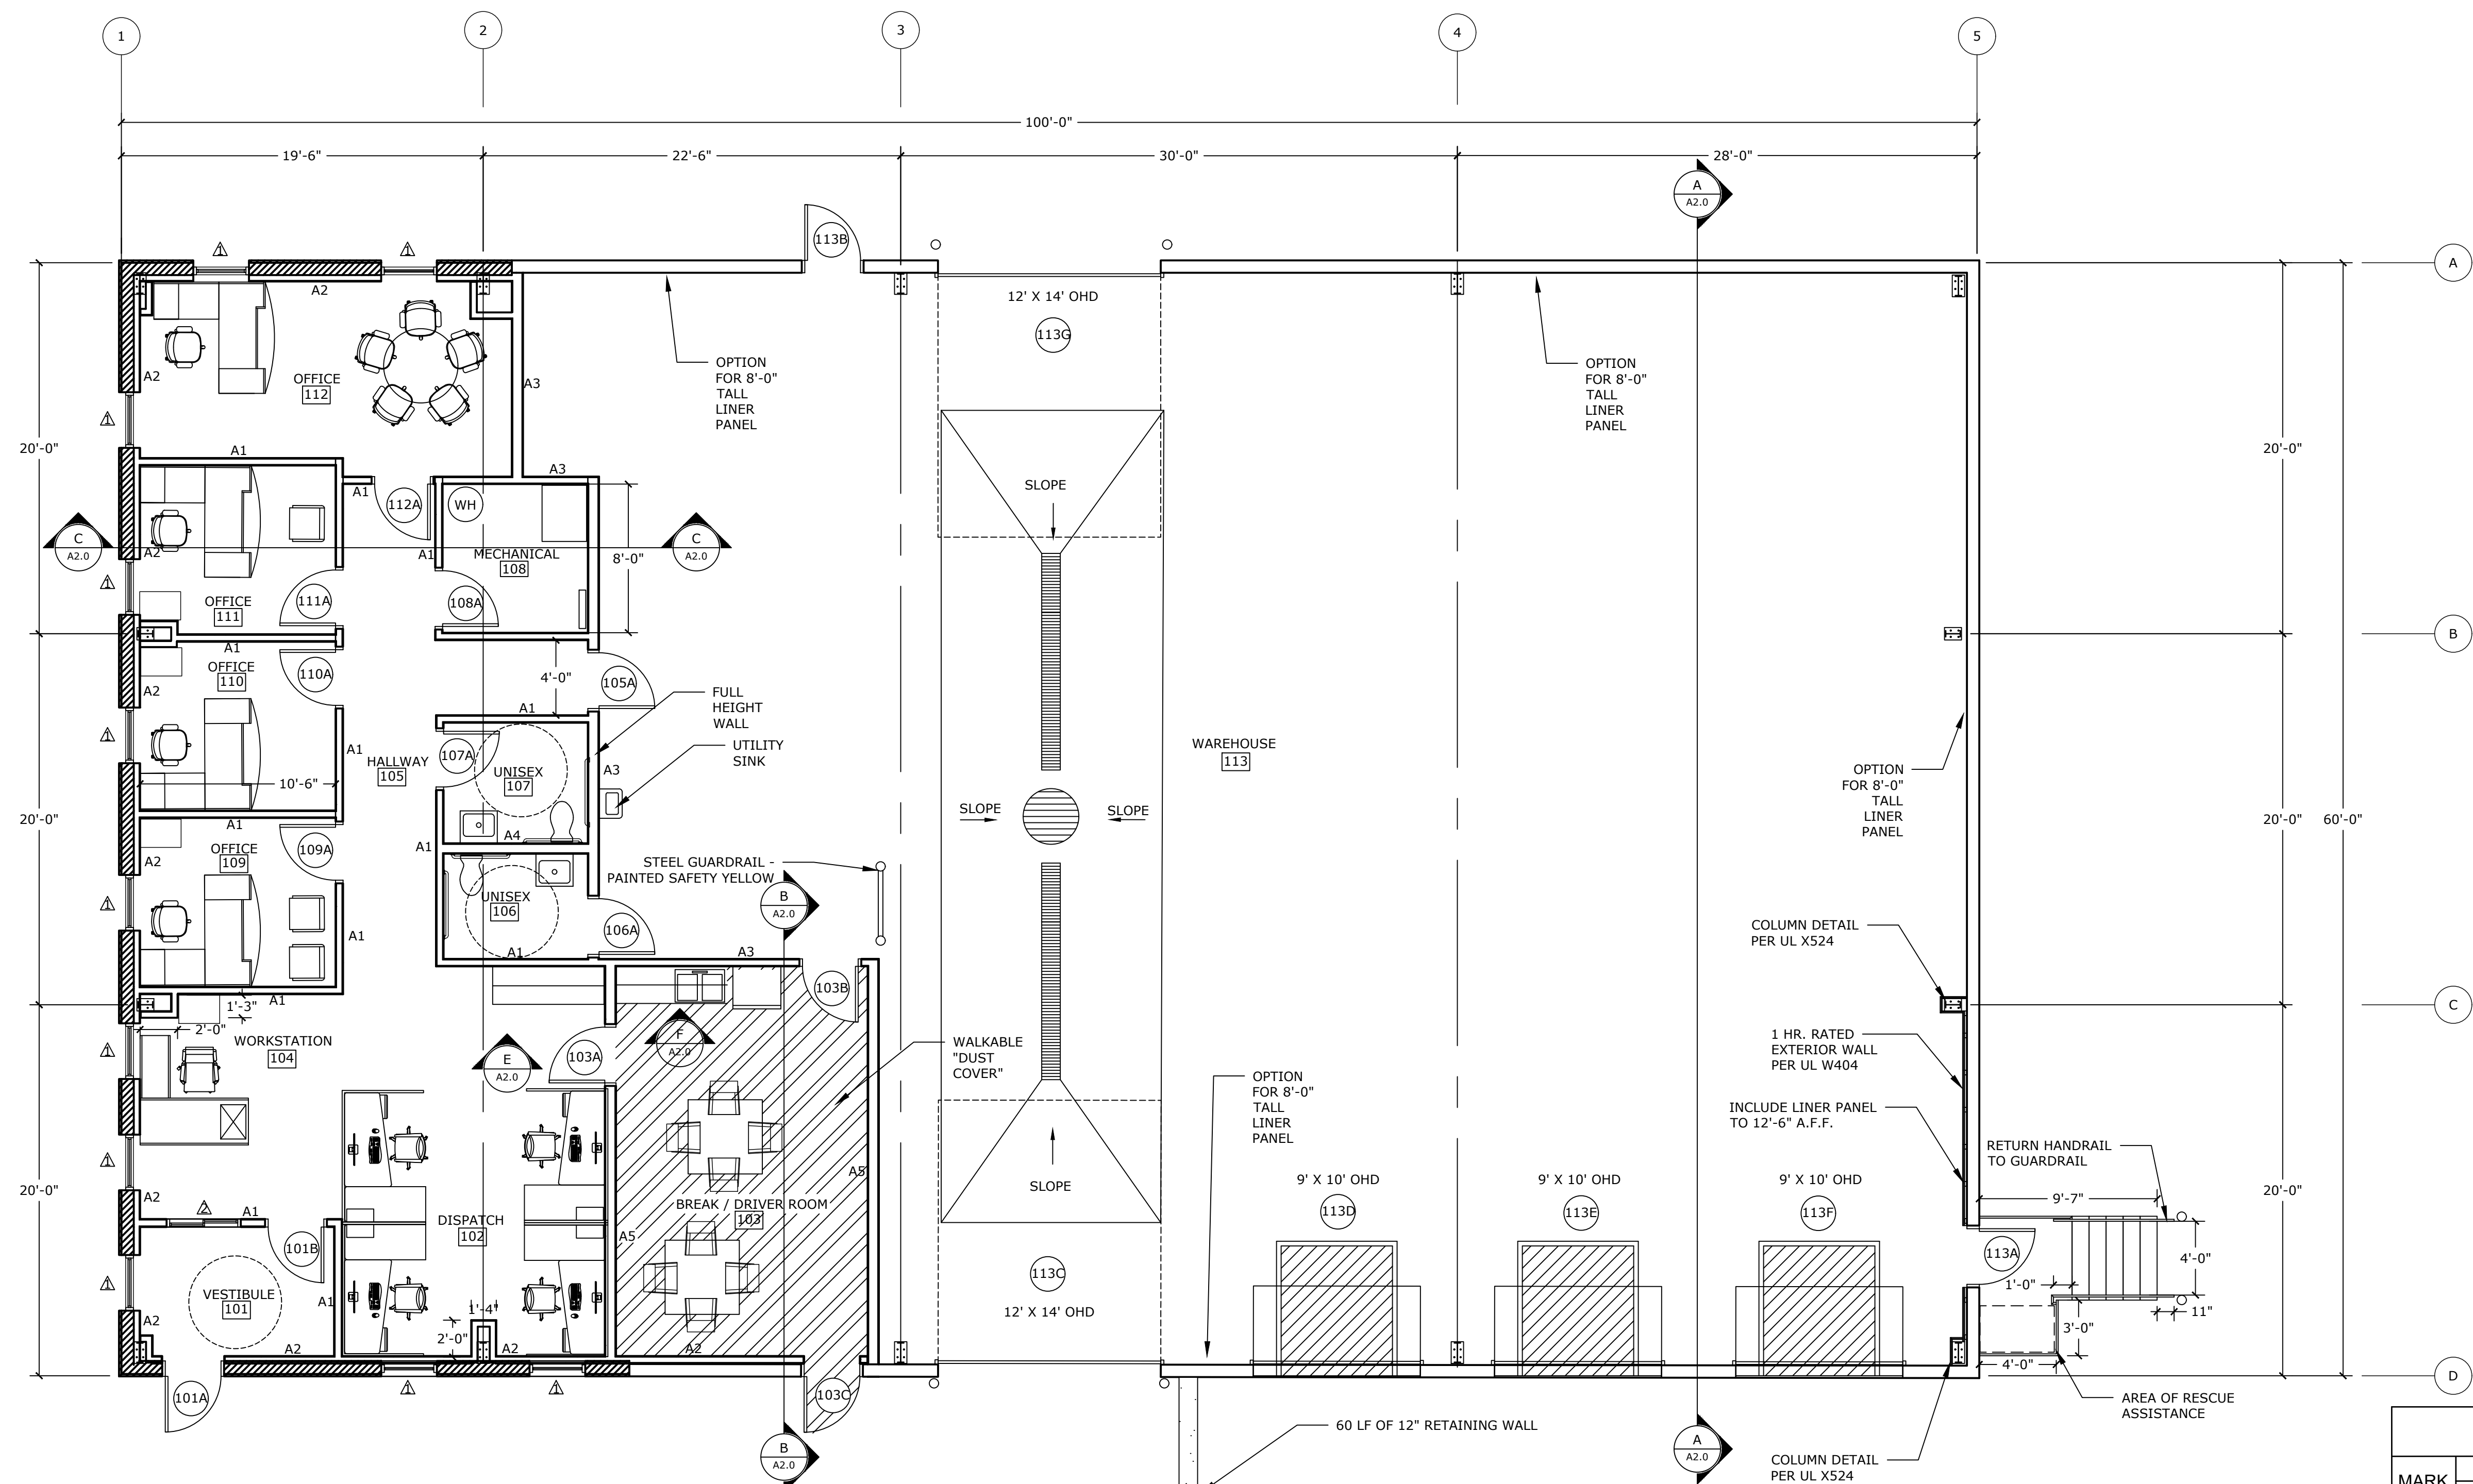 1
2
3
4
5
100'-0"
19'-6"
22'-6"
30'-0"
28'-0"
A
A2.0
113B
1
1
A
A2
12' X 14' OHD
113G
OPTION
FOR 8'-0"
TALL
LINER
PANEL
OPTION
FOR 8'-0"
TALL
LINER
PANEL
A2
OFFICE
112
A3
1
20'-0"
20'-0"
A1
A3
A1
112A
WH
SLOPE
C
A2.0
A2
A1
MECHANICAL
108
8'-0"
C
A2.0
1
OFFICE
111
111A
108A
B
A1
OFFICE
110
110A
A2
4'-0"
105A
A1
FULL
HEIGHT
WALL
1
A1
HALLWAY
105
107A
UNISEX
107
A3
UTILITY
SINK
WAREHOUSE
113
10'-6"
OPTION
FOR 8'-0"
TALL
LINER
PANEL
SLOPE
SLOPE
20'-0"
20'-0"
60'-0"
A1
A4
A1
OFFICE
109
109A
A2
STEEL GUARDRAIL -
PAINTED SAFETY YELLOW
1
UNISEX
106
106A
B
A2.0
A1
A1
A3
COLUMN DETAIL
PER UL X524
103B
A1
1'-3"
C
2'-0"
WORKSTATION
104
1
E
A2.0
103A
F
A2.0
WALKABLE
"DUST
COVER"
1 HR. RATED
EXTERIOR WALL
PER UL W404
OPTION
FOR 8'-0"
TALL
LINER
PANEL
INCLUDE LINER PANEL
TO 12'-6" A.F.F.
RETURN HANDRAIL
TO GUARDRAIL
1
A5
20'-0"
20'-0"
A2
2
A1
SLOPE
9' X 10' OHD
113D
9' X 10' OHD
113E
9' X 10' OHD
113F
9'-7"
BREAK / DRIVER ROOM
103
DISPATCH
102
A5
101B
113A
4'-0"
1
VESTIBULE
101
A1
113C
12' X 14' OHD
1'-0"
11"
A2
1'-4"
2'-0"
3'-0"
A2
A2
A2
4'-0"
D
101A
1
1
103C
AREA OF RESCUE
ASSISTANCE
60 LF OF 12" RETAINING WALL
B
A2.0
A
A2.0
COLUMN DETAIL
PER UL X524
MARK